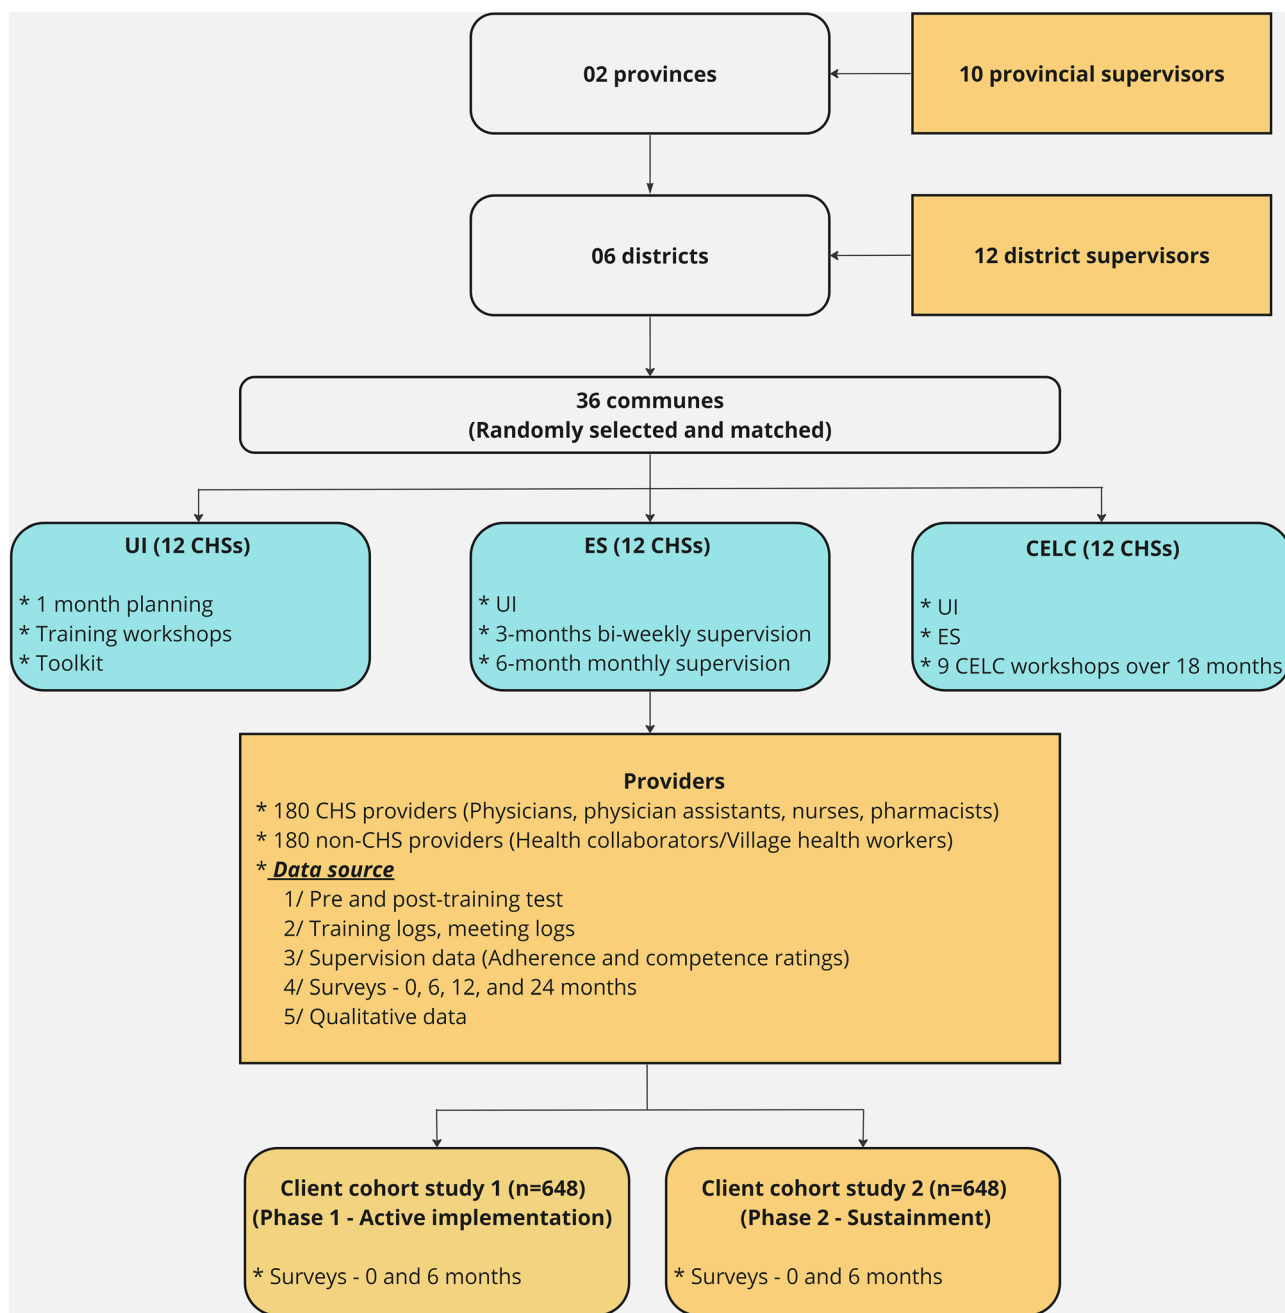 02 provinces
10 provincial supervisors
06 districts
12 district supervisors
36 communes
(Randomly selected and matched)
UI (12 CHSs)
* 1 month planning
* Training workshops
* Toolkit
ES (12 CHSs)
* UI
* 3-months bi-weekly supervision
* 6-month monthly supervision
CELC (12 CHSs)
* UI
* ES
* 9 CELC workshops over 18 months
Providers
* 180 CHS providers (Physicians, physician assistants, nurses, pharmacists)
* 180 non-CHS providers (Health collaborators/Village health workers)
* Data source
1/ Pre and post-training test
2/ Training logs, meeting logs
3/ Supervision data (Adherence and competence ratings)
4/ Surveys - 0, 6, 12, and 24 months
5/ Qualitative data
Client cohort study 1 (n=648)
(Phase 1 - Active implementation)
* Surveys - 0 and 6 months
Client cohort study 2 (n=648)
(Phase 2 - Sustainment)
* Surveys - 0 and 6 months